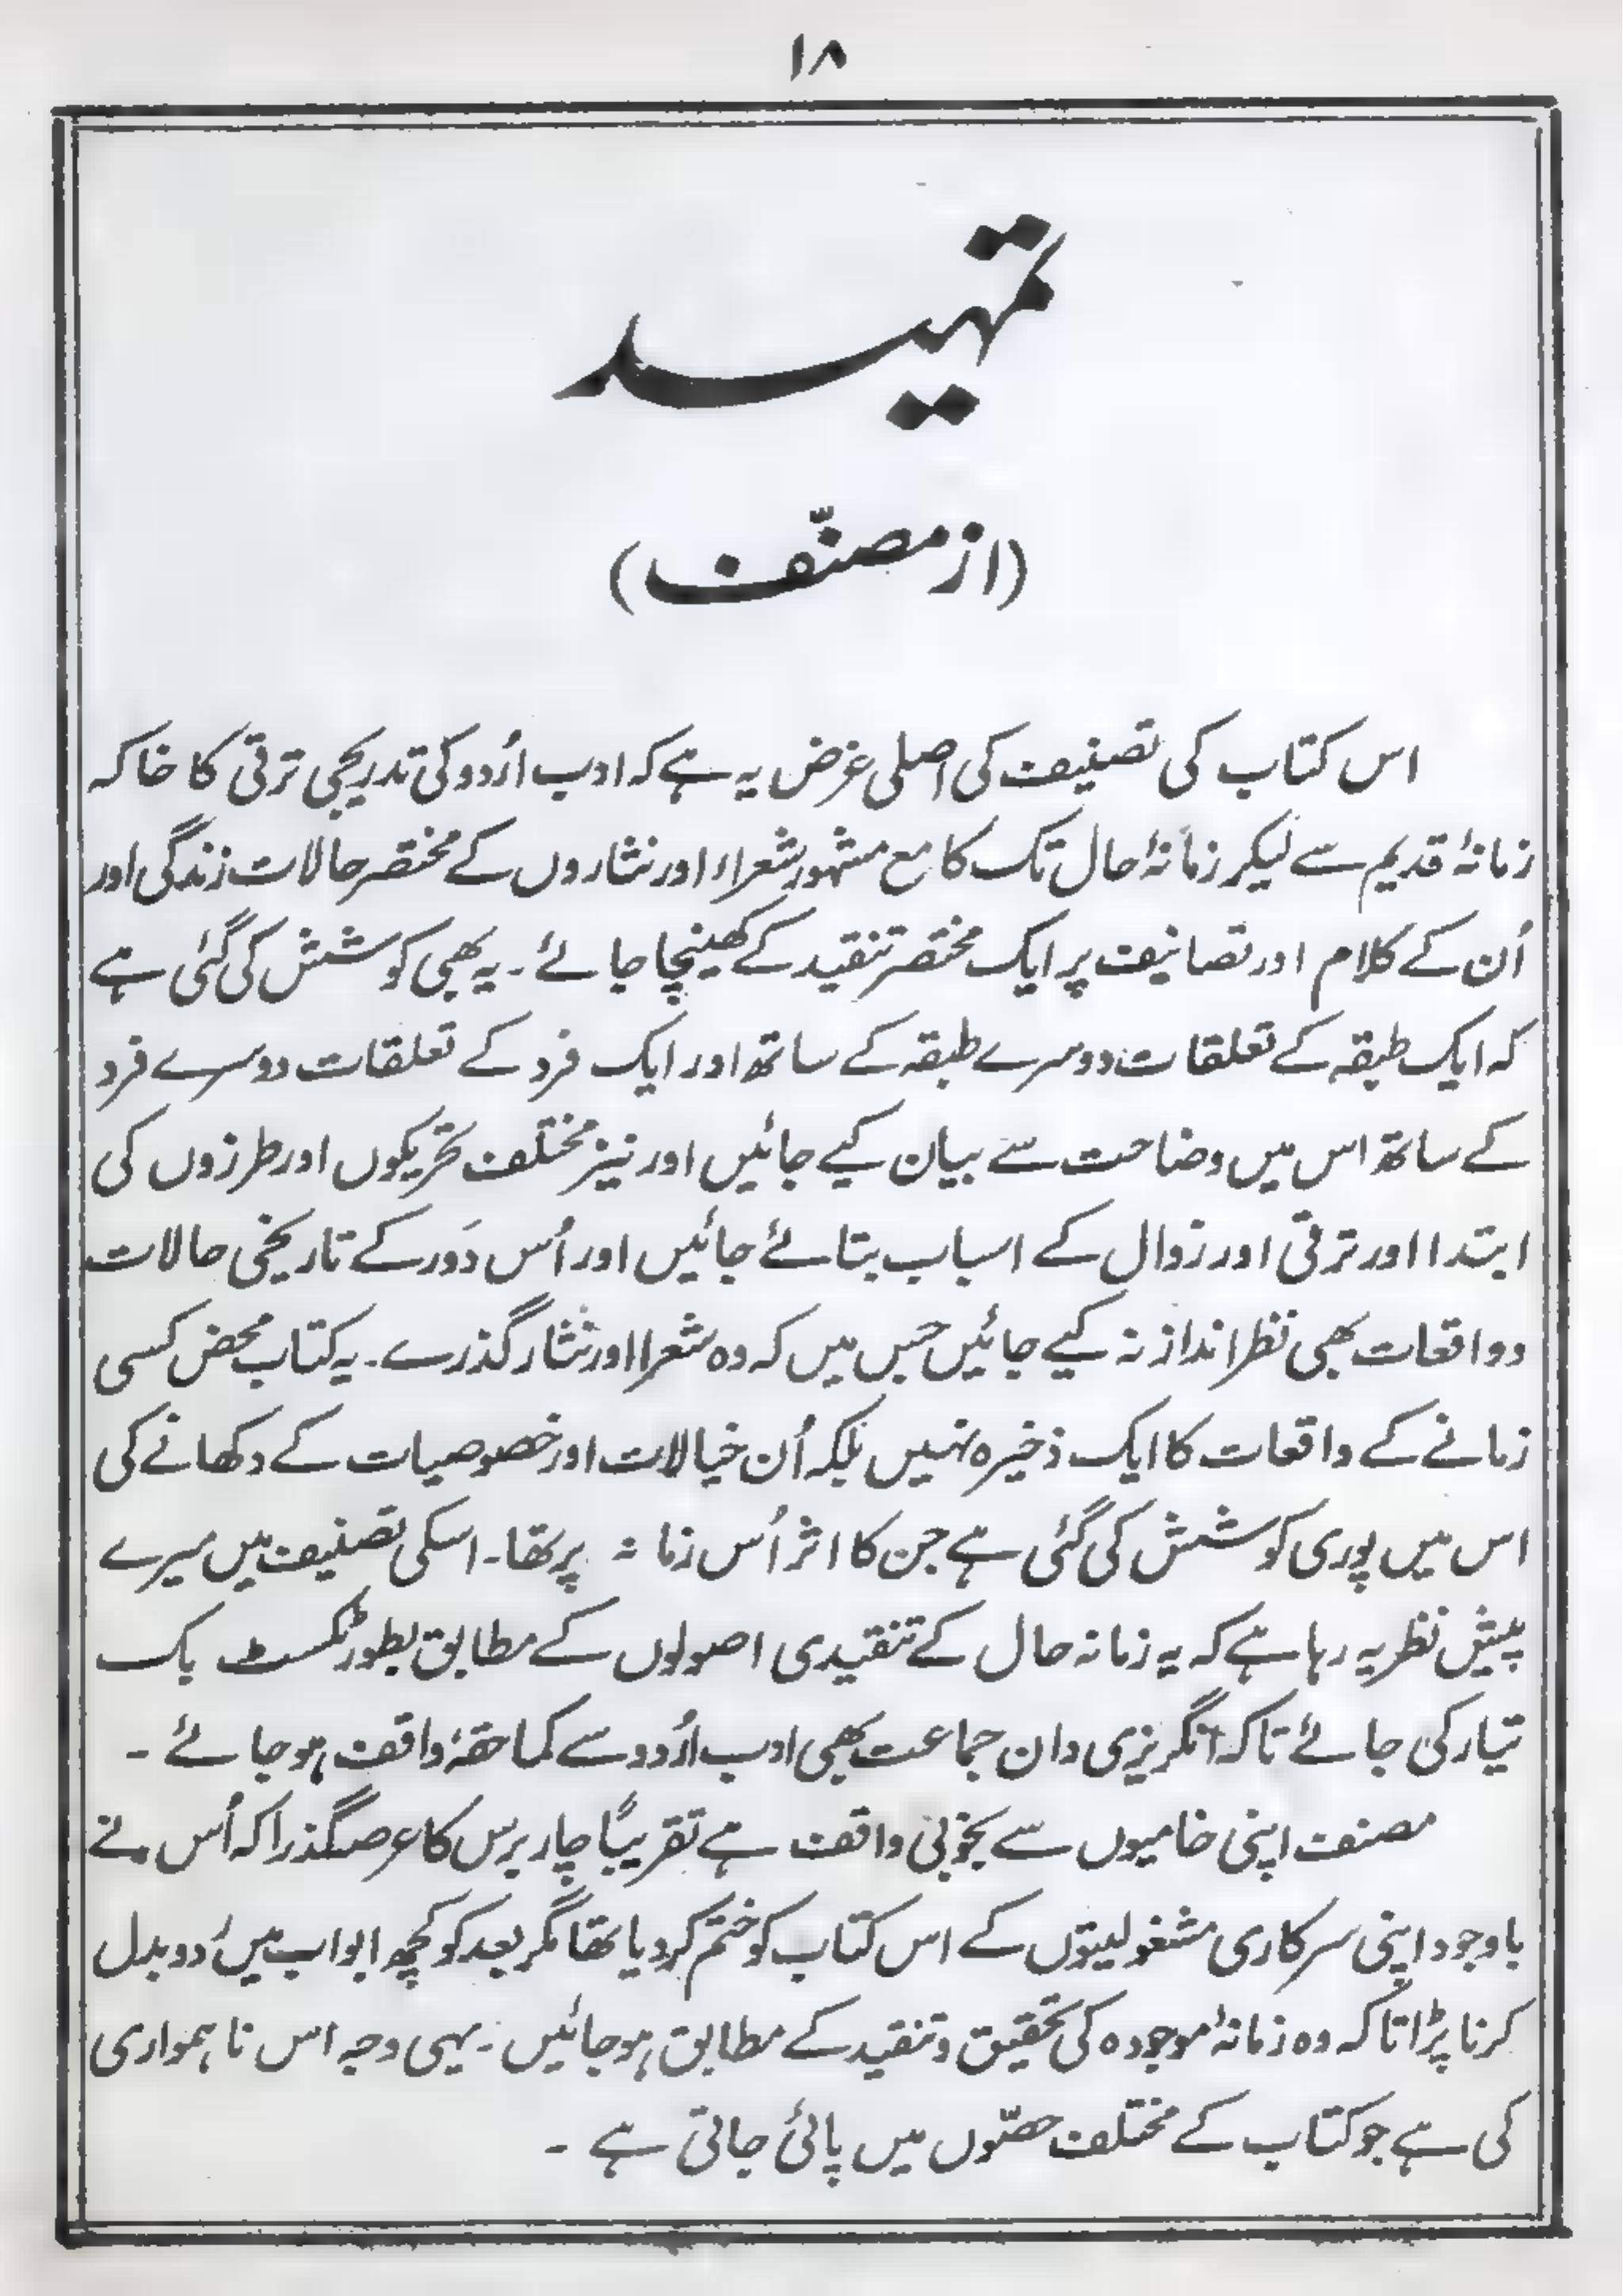 ۱۸
تمہید
(از مصنّف)
اس کتاب کی تصنیف کی اصلی غرض یہ ہے کہ ادب اُردو کی تدریجی ترقی کا خاکہ
زمانۂ قدیم سے لیکر زمانۂ حال تک کا مع مشہور شعراء اور نثاروں کے مختصر حالات زندگی اور
اُن کے کلام اور تصانیف پر ایک مختصر تنقید کے کھینچا جائے۔ یہ بھی کوشش کی گئی ہے
کہ ایک طبقہ کے تعلقات دوسرے طبقہ کے ساتھ اور ایک فرد کے تعلقات دوسرے فرد
کے ساتھ اس میں وضاحت سے بیان کیے جائیں اور نیز مختلف تحریکوں اور طرزوں کی
ابتدا اور ترقی اور زوال کے اسباب بتائے جائیں اور اُس دَور کے تاریخی حالات
و واقعات بھی نظرانداز نہ کیے جائیں جس میں کہ وہ شعرا اور نثار گذرے۔ یہ کتاب محض کسی
زمانے کے واقعات کا ایک ذخیرہ نہیں بلکہ اُن خیالات اور خصوصیات کے دکھانے کی
اس میں پوری کوشش کی گئی ہے جن کا اثر اُس زمانہ پر تھا۔ اسکی تصنیف میں میرے
پیش نظر یہ رہا ہے کہ یہ زمانہ حال کے تنقیدی اصولوں کے مطابق بطور ٹکسٹ بک
تیار کی جائے تاکہ انگریزی دان جماعت بھی ادب اُردو سے کماحقہٗ واقف ہو جائے ۔
مصنف اپنی خامیوں سے بخوبی واقف ہے تقریباً چار برس کا عرصہ گذرا کہ اُس نے
باوجود اپنی سرکاری مشغولیتوں کے اس کتاب کو ختم کر دیا تھا مگر بعد کو کچھ ابواب میں رُدو بدل
کرنا پڑا تاکہ وہ زمانۂ موجودہ کی تحقیق و تنقید کے مطابق ہو جائیں۔ یہی وجہ اس ناہمواری
کی ہے جو کتاب کے مختلف حصّوں میں پائی جاتی ہے ۔